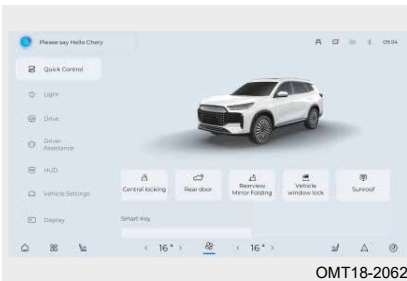 Please say Hello Chery
09:04
Quick Control
Light
Drive
Driver
Assistance
HUD
Vehicle Settings
Display
Central locking
Rear door
Rearview
Mirror Folding
Vehicle
window lock
Sunroof
Smart Key
< 16° >
< 16° >
OMT18-2062